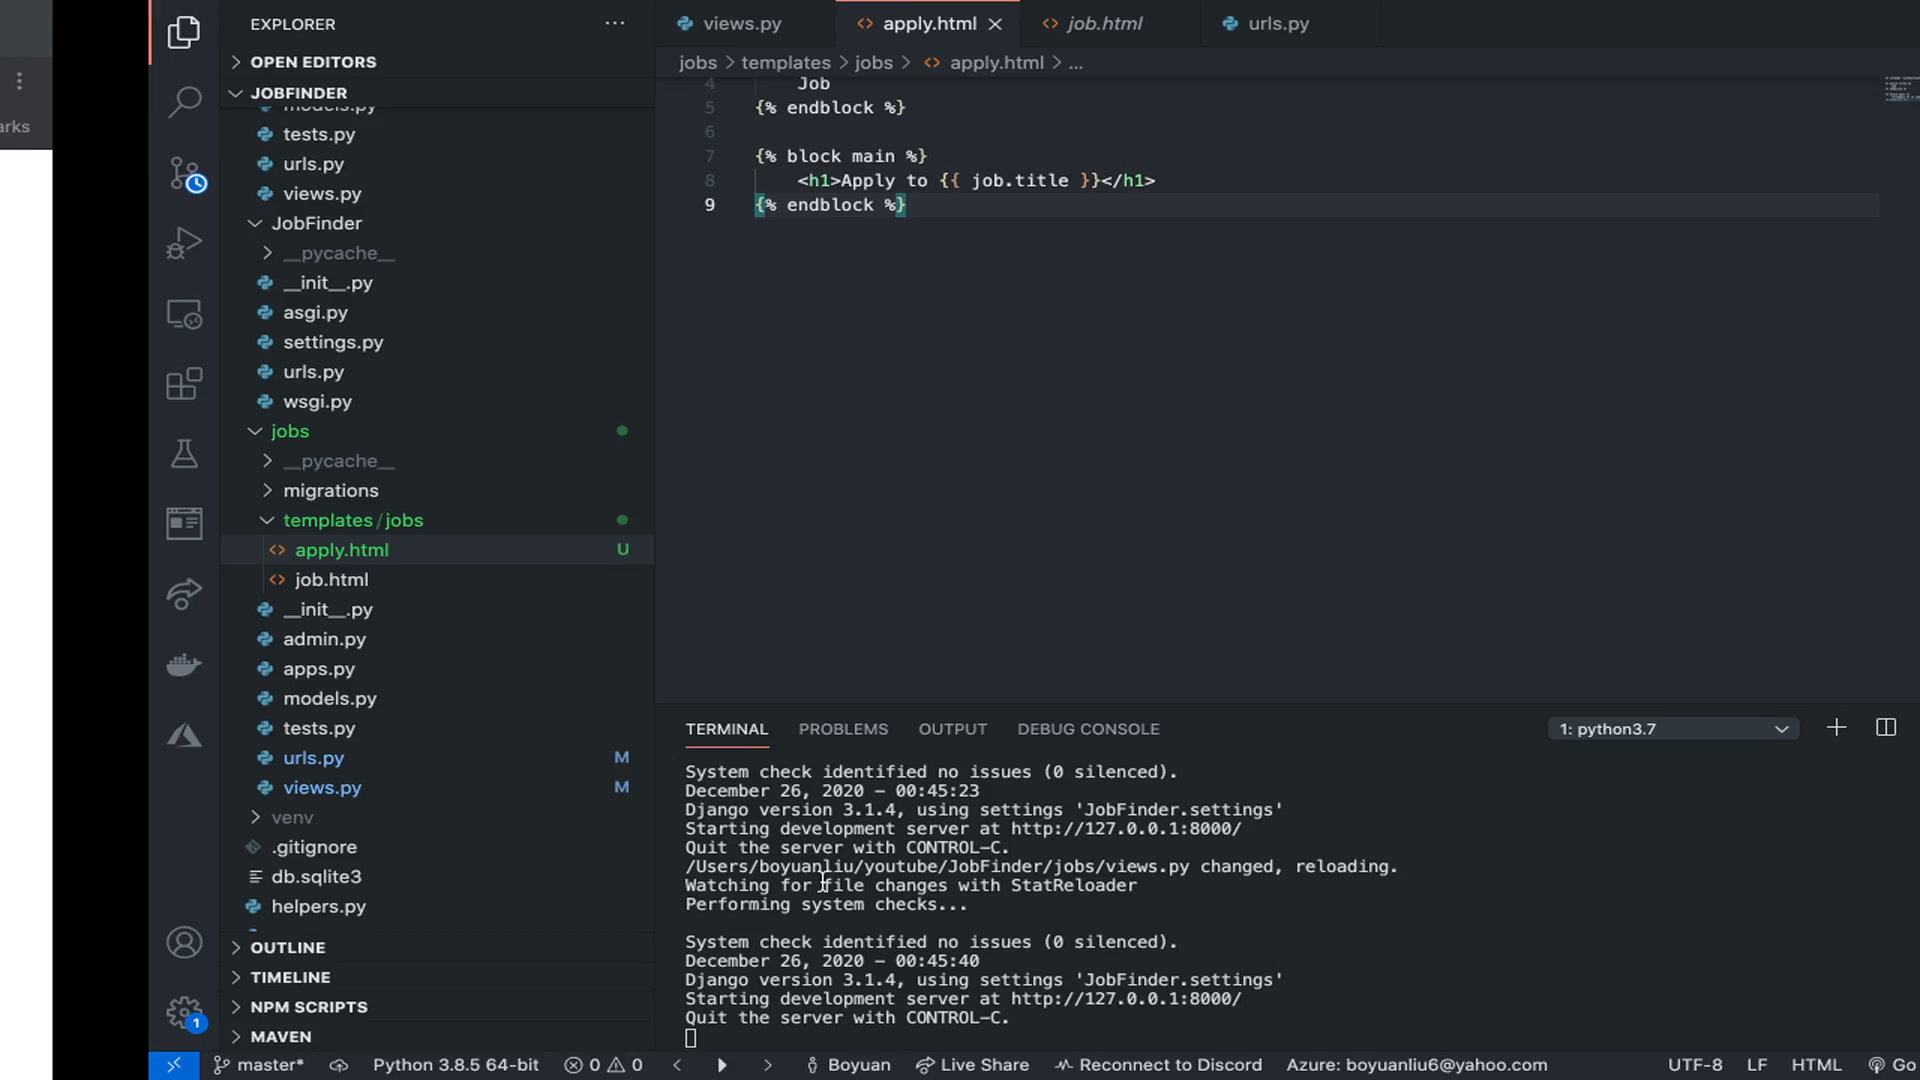 arks
EXPLORER
...
OPEN EDITORS
JOBFINDER
models.py
tests.py
urls.py
views.py
JobFinder
__pycache__
__init__.py
asgi.py
settings.py
urls.py
wsgi.py
jobs
__pycache__
migrations
templates/jobs
apply.html U
job.html
__init__.py
admin.py
apps.py
models.py
tests.py
urls.py M
views.py M
venv
.gitignore
db.sqlite3
helpers.py
OUTLINE
TIMELINE
NPM SCRIPTS
MAVEN
1
views.py apply.html job.html urls.py
jobs > templates > jobs > apply.html > ...
4 Job
5 {% endblock %}
6
7 {% block main %}
8 <h1>Apply to {{ job.title }}</h1>
9 {% endblock %}
TERMINAL PROBLEMS OUTPUT DEBUG CONSOLE 1: python3.7
System check identified no issues (0 silenced).
December 26, 2020 - 00:45:23
Django version 3.1.4, using settings 'JobFinder.settings'
Starting development server at http://127.0.0.1:8000/
Quit the server with CONTROL-C.
/Users/boyuanliu/youtube/JobFinder/jobs/views.py changed, reloading.
Watching for file changes with StatReloader
Performing system checks...
System check identified no issues (0 silenced).
December 26, 2020 - 00:45:40
Django version 3.1.4, using settings 'JobFinder.settings'
Starting development server at http://127.0.0.1:8000/
Quit the server with CONTROL-C.
master* Python 3.8.5 64-bit 0 0 Boyuan Live Share Reconnect to Discord Azure: boyuanliu6@yahoo.com UTF-8 LF HTML Go